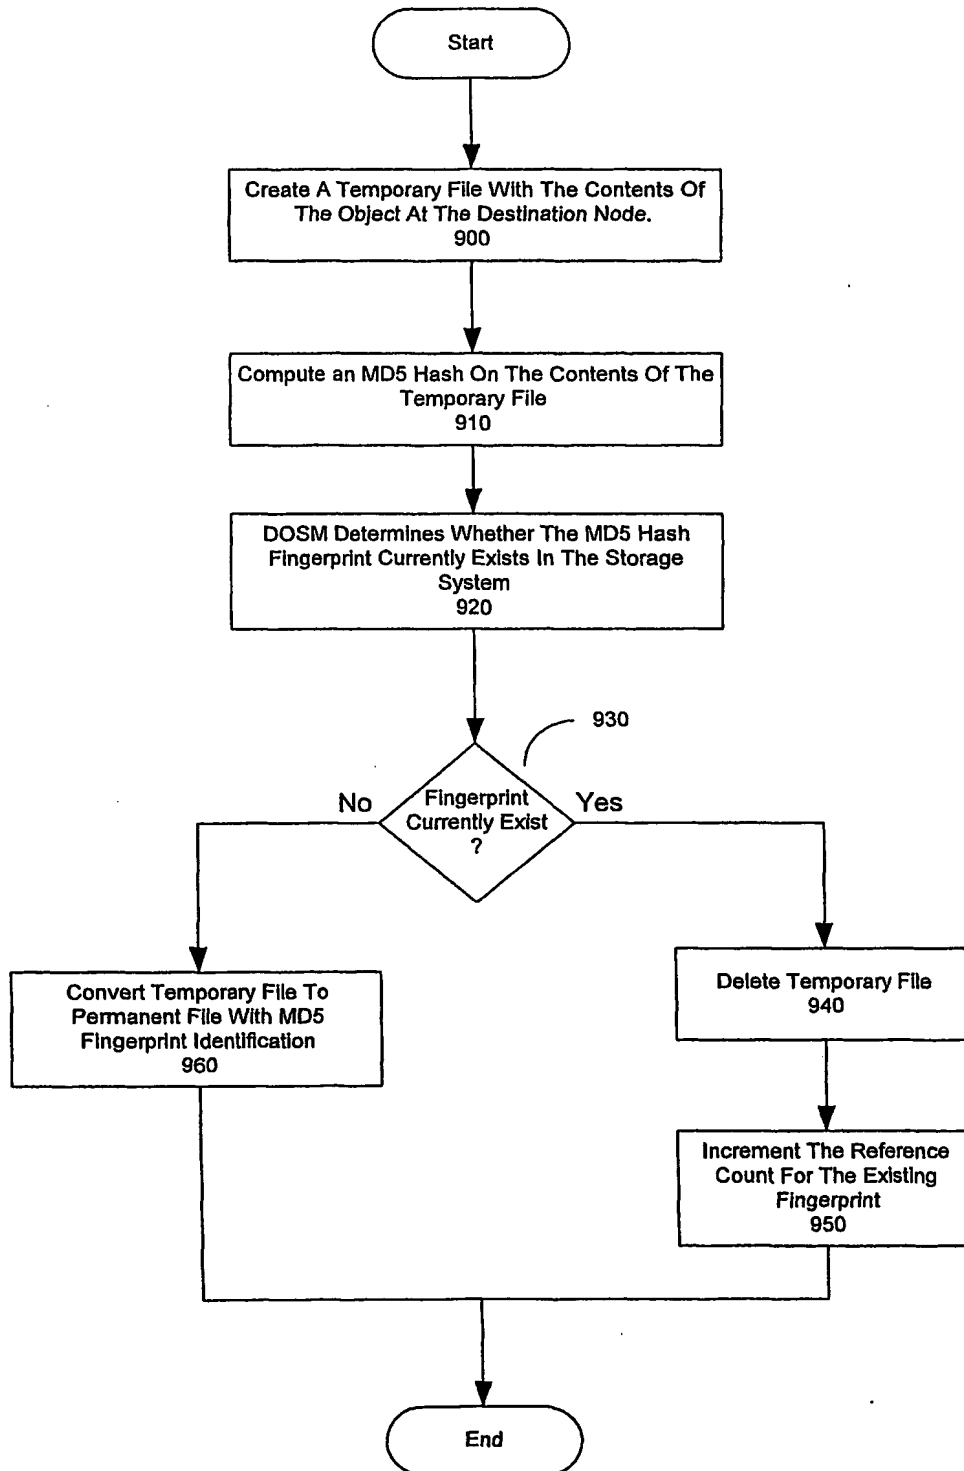 Start
Create A Temporary File With The Contents Of
The Object At The Destination Node.
900
Compute an MD5 Hash On The Contents Of The
Temporary File
910
DOSM Determines Whether The MD5 Hash
Fingerprint Currently Exists In The Storage
System
920
930
No
Fingerprint
Currently Exist
?
Yes
Convert Temporary File To
Permanent File With MD5
Fingerprint Identification
960
Delete Temporary File
940
Increment The Reference
Count For The Existing
Fingerprint
950
End